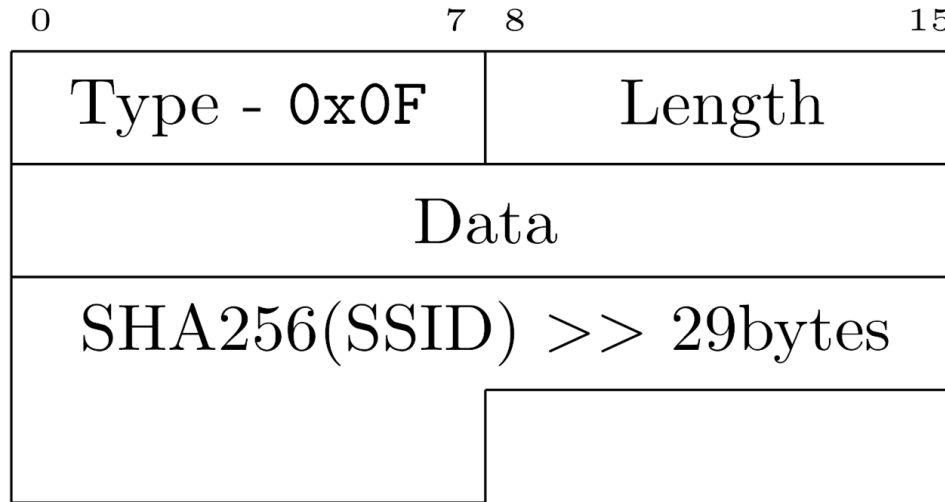 0 7 8 15
Type - 0x0F Length
Data
SHA256(SSID) >> 29bytes